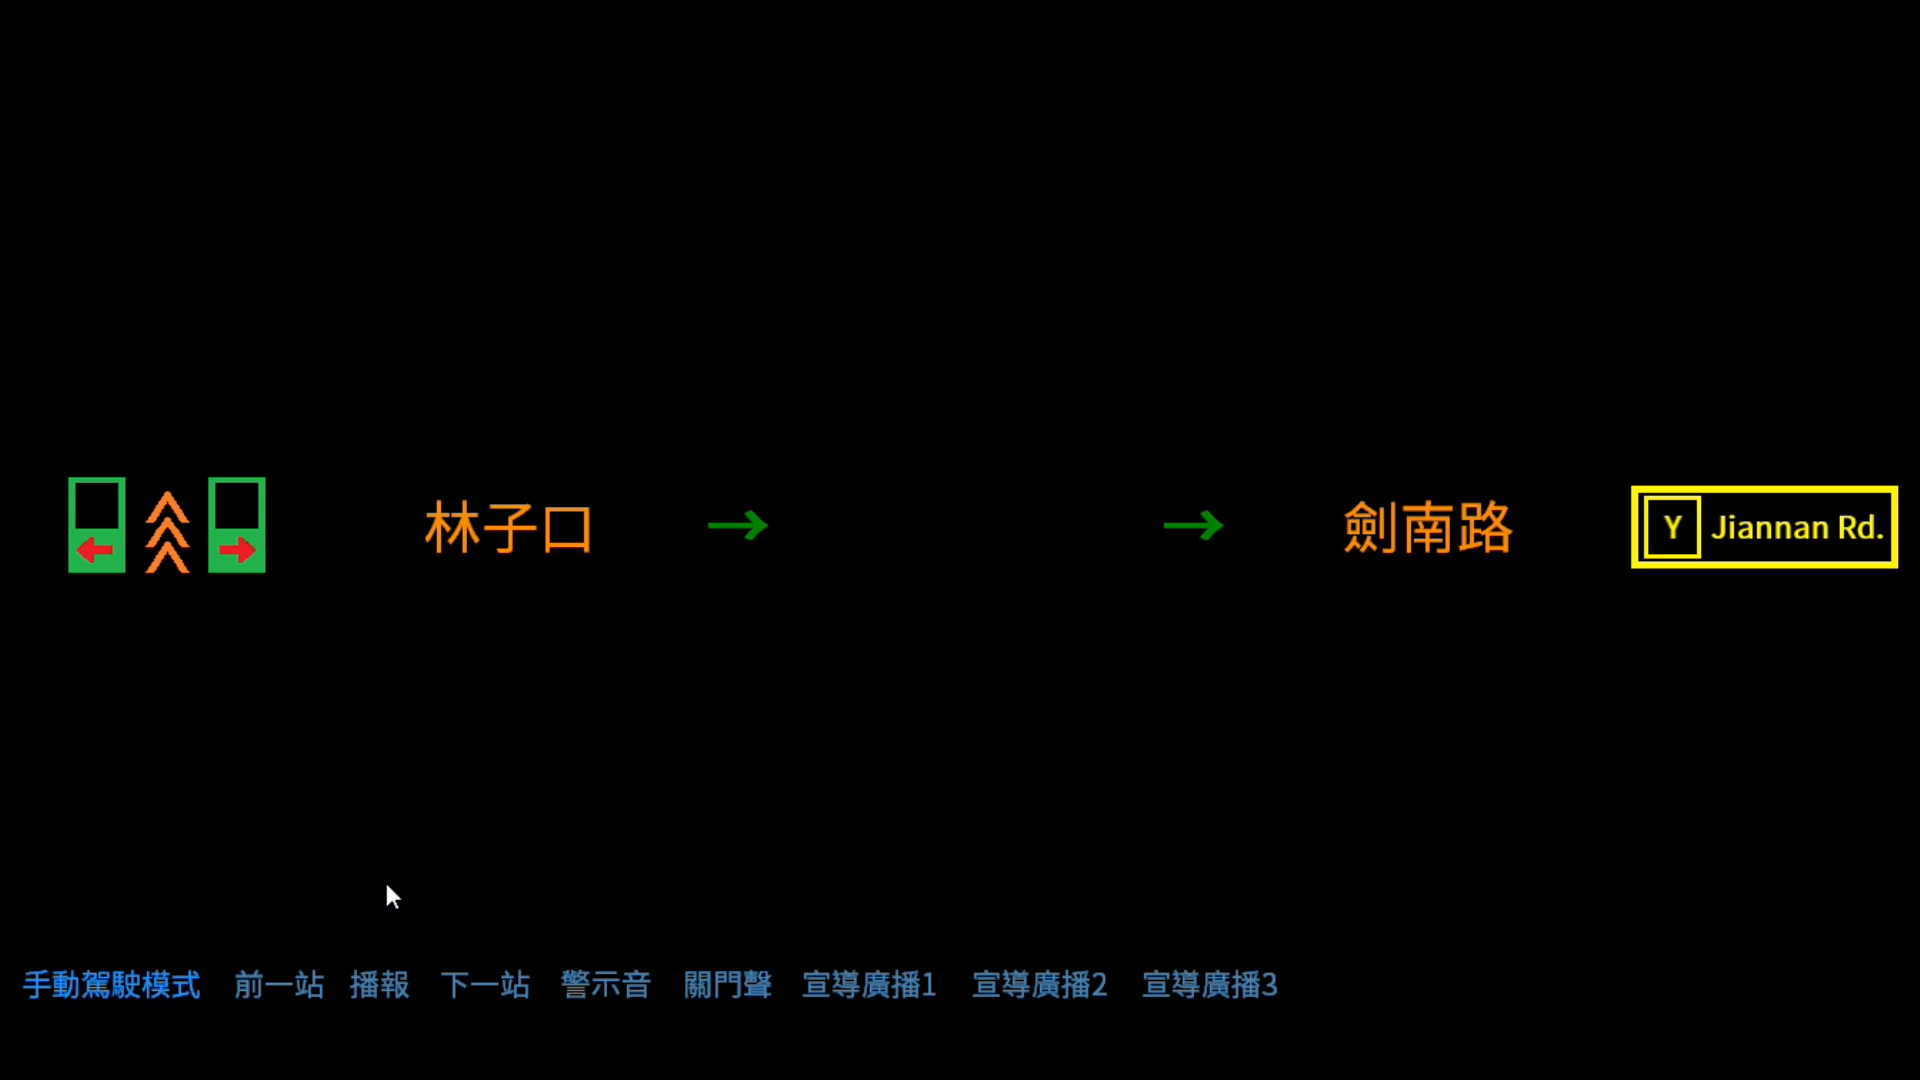 林子口 → → 劍南路 Y Jiannan Rd.
手動駕駛模式 前一站 播報 下一站 警示音 關門聲 宣導廣播1 宣導廣播2 宣導廣播3